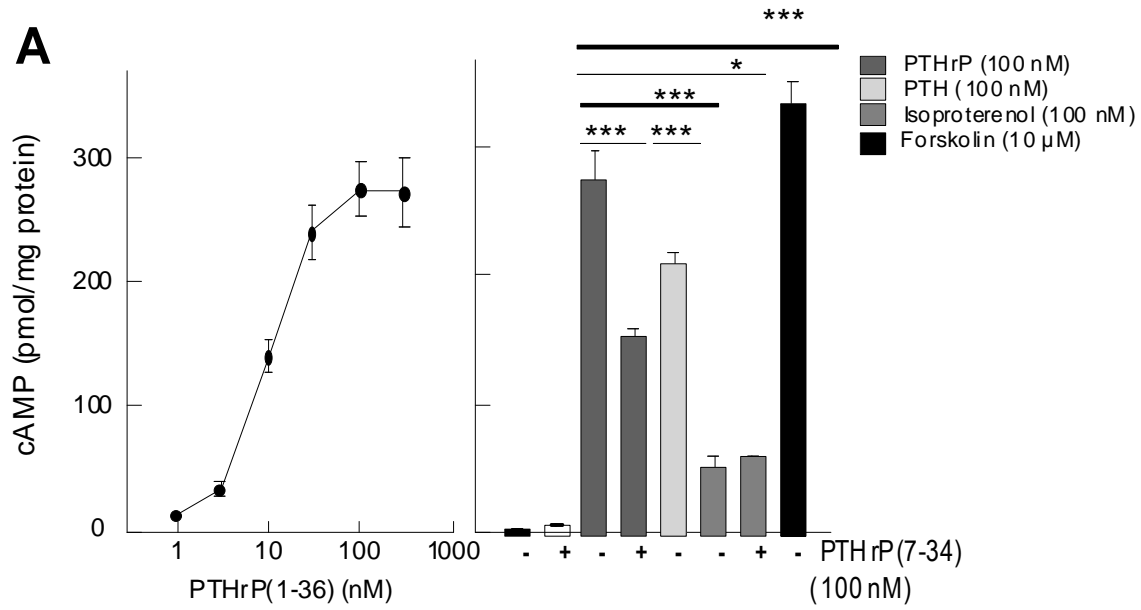 A
***
*
***
*** ***
PTHrP (100 nM)
PTH (100 nM)
Isoproterenol (100 nM)
Forskolin (10 µM)
cAMP (pmol/mg protein)
300
200
100
0
1 10 100 1000
PTHrP(1-36) (nM)
- + - + - - + -
PTHrP(7-34)
(100 nM)